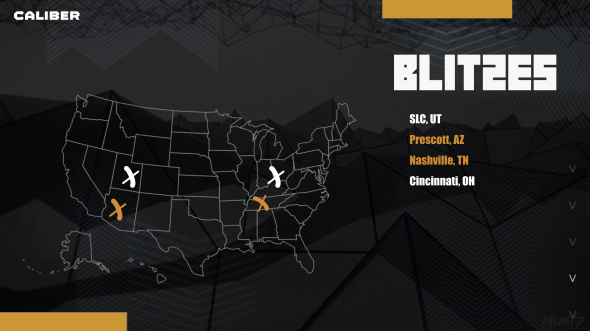 CALIBER
BLITZES
SLC, UT
Prescott, AZ
Nashville, TN
Cincinnati, OH